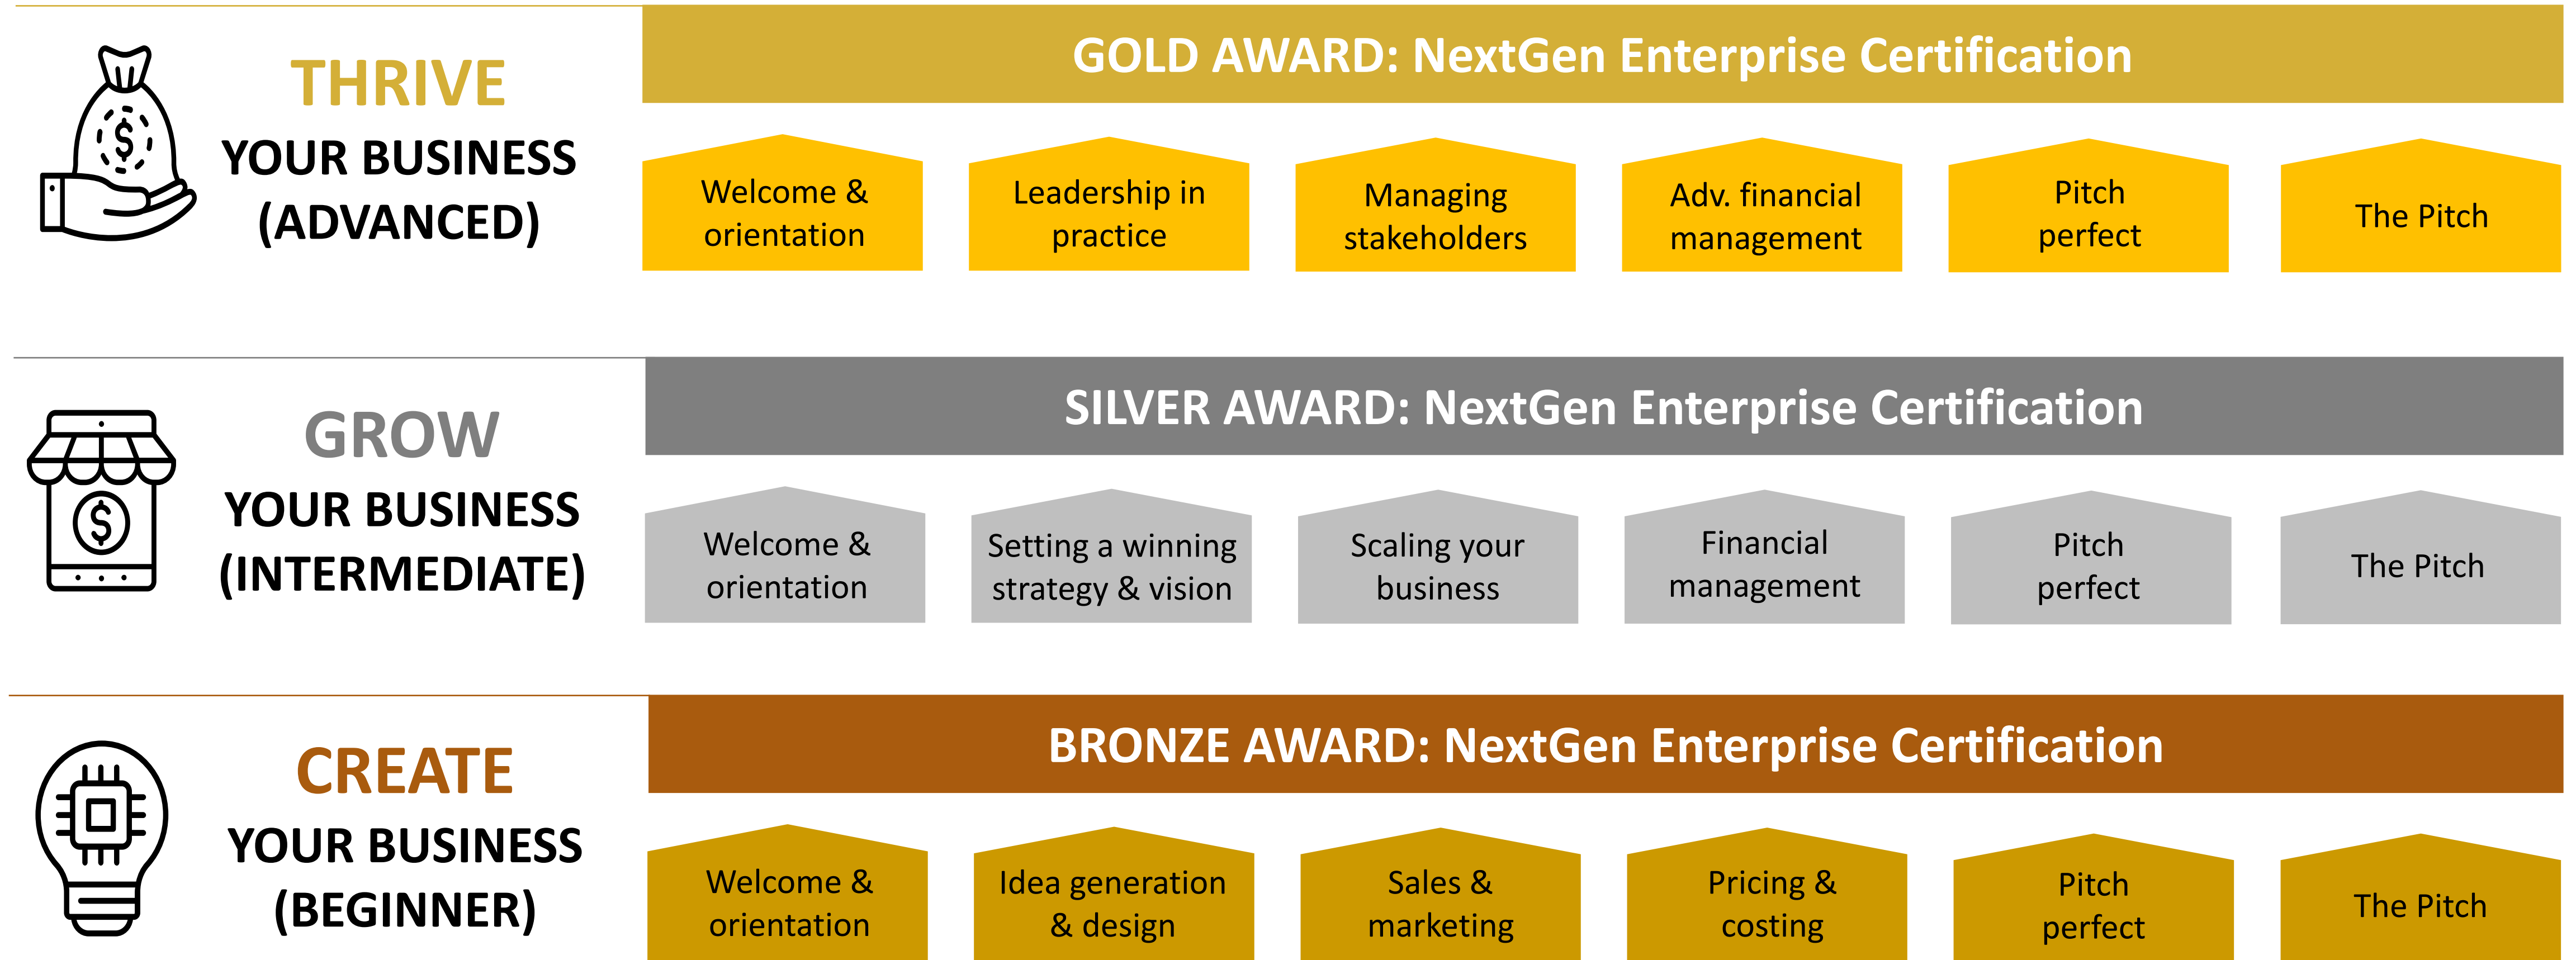 THRIVE
YOUR BUSINESS
(ADVANCED)
GOLD AWARD: NextGen Enterprise Certification
Welcome &
orientation
Leadership in
practice
Managing
stakeholders
Adv. financial
management
Pitch
perfect
The Pitch
GROW
YOUR BUSINESS
(INTERMEDIATE)
SILVER AWARD: NextGen Enterprise Certification
Welcome &
orientation
Setting a winning
strategy & vision
Scaling your
business
Financial
management
Pitch
perfect
The Pitch
CREATE
YOUR BUSINESS
(BEGINNER)
BRONZE AWARD: NextGen Enterprise Certification
Welcome &
orientation
Idea generation
& design
Sales &
marketing
Pricing &
costing
Pitch
perfect
The Pitch